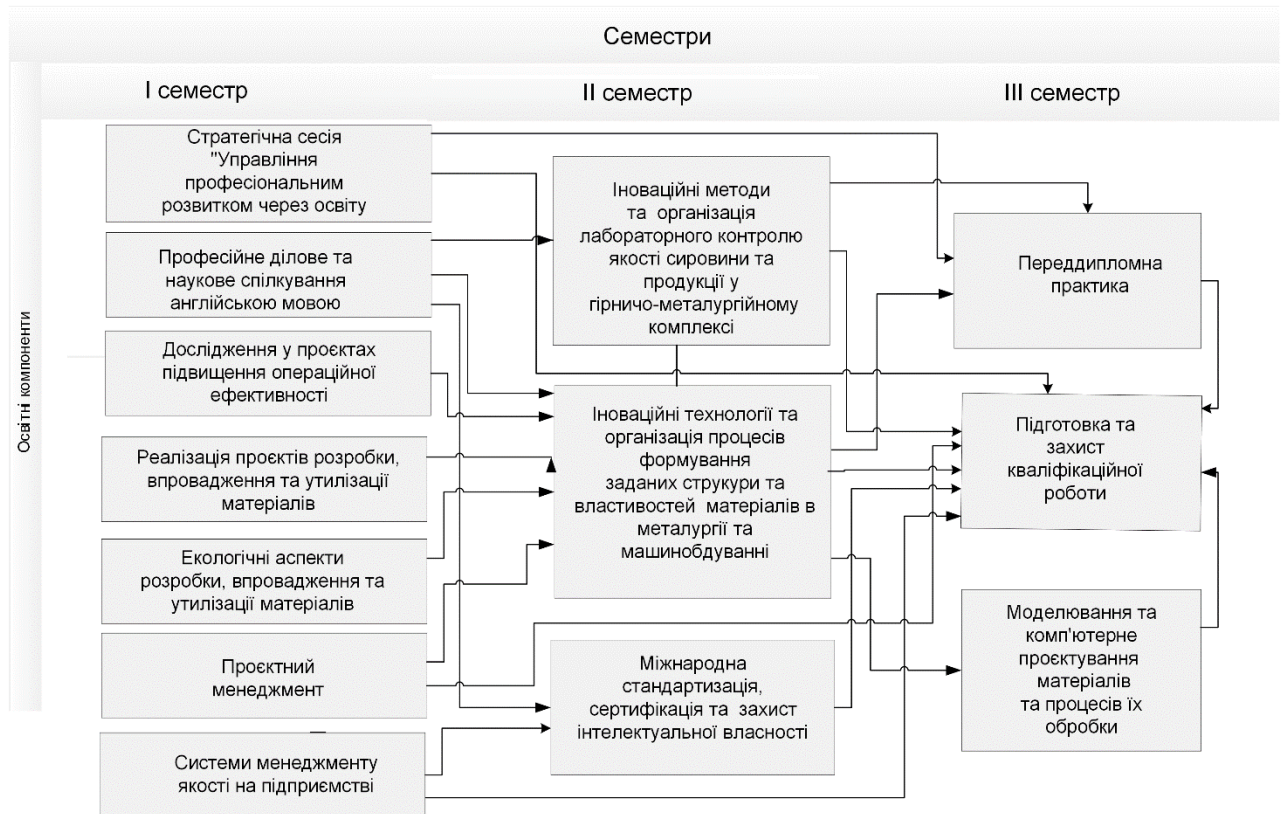 Семестри
І семестр
ІІ семестр
ІІІ семестр
Освітні компоненти
Стратегічна сесія
"Управління
професіональним
розвитком через освіту
Професійне ділове та
наукове спілкування
англійською мовою
Дослідження у проєктах
підвищення операційної
ефективності
Реалізація проєктів розробки,
впровадження та утилізації
матеріалів
Екологічні аспекти
розробки, впровадження та
утилізації матеріалів
Проєктний
менеджмент
Системи менеджменту
якості на підприємстві
Іноваційні методи
та організація
лабораторного контролю
якості сировини та
продукції у
гірничо-металургійному
комплексі
Іноваційні технології та
організація процесів
формування
заданих струкури та
властивостей матеріалів в
металургії та
машинобдуванні
Міжнародна
стандартизація,
сертифікація та захист
інтелектуальної власності
Переддипломна
практика
Підготовка та
захист
кваліфікаційної
роботи
Моделювання та
комп'ютерне
проєктування
матеріалів
та процесів їх
обробки